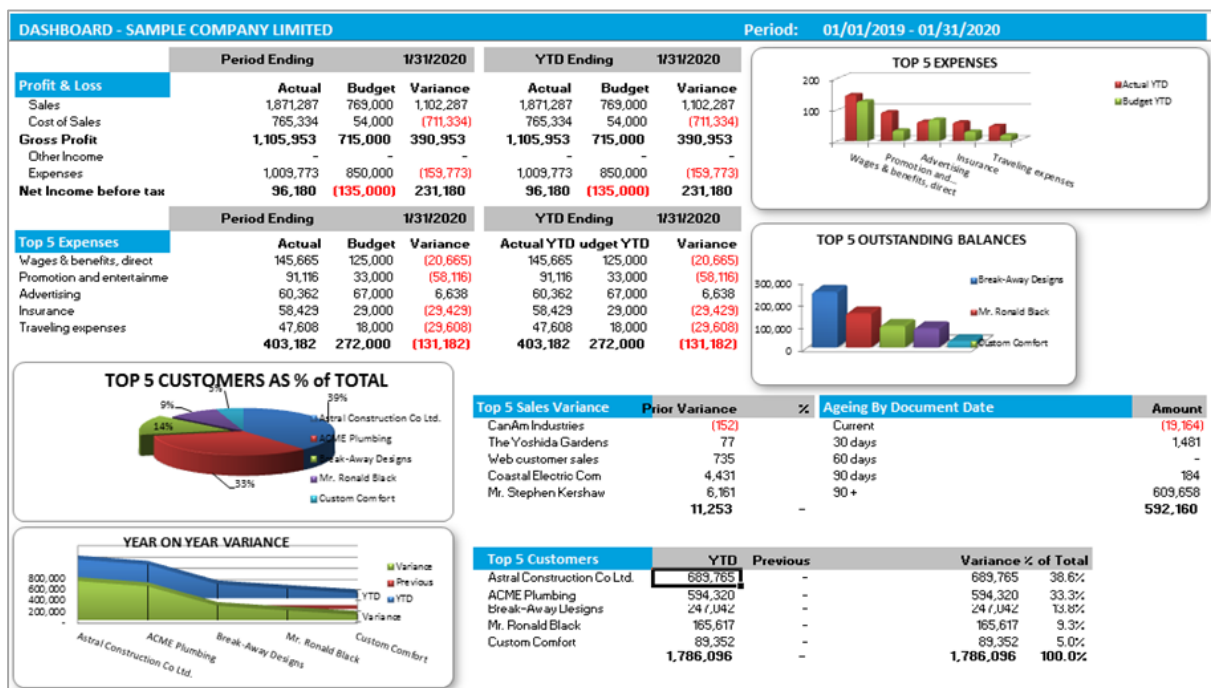 DASHBOARD - SAMPLE COMPANY LIMITED Period: 01/01/2019 - 01/31/2020
Period Ending 1/31/2020 YTD Ending 1/31/2020
Profit & Loss Actual Budget Variance Actual Budget Variance
Sales 1,871,287 769,000 1,102,287 1,871,287 769,000 1,102,287
Cost of Sales 765,334 54,000 (711,334) 765,334 54,000 (711,334)
Gross Profit 1,105,953 715,000 390,953 1,105,953 715,000 390,953
Other Income - - - - - -
Expenses 1,009,773 850,000 (159,773) 1,009,773 850,000 (159,773)
Net Income before tax 96,180 (135,000) 231,180 96,180 (135,000) 231,180
TOP 5 EXPENSES
200
100
-
Actual YTD
Budget YTD
Wages & benefits, direct
Promotion and...
Advertising
Insurance
Traveling expenses
Period Ending 1/31/2020 YTD Ending 1/31/2020
Top 5 Expenses Actual Budget Variance Actual YTD udget YTD Variance
Wages & benefits, direct 145,665 125,000 (20,665) 145,665 125,000 (20,665)
Promotion and entertainme 91,116 33,000 (58,116) 91,116 33,000 (58,116)
Advertising 60,362 67,000 6,638 60,362 67,000 6,638
Insurance 58,429 29,000 (29,429) 58,429 29,000 (29,429)
Traveling expenses 47,608 18,000 (29,608) 47,608 18,000 (29,608)
403,182 272,000 (131,182) 403,182 272,000 (131,182)
TOP 5 OUTSTANDING BALANCES
300,000
200,000
100,000
0
Break-Away Designs
Mr. Ronald Black
Custom Comfort
TOP 5 CUSTOMERS AS % of TOTAL
5%
9%
14%
39%
33%
Astral Construction Co Ltd.
ACME Plumbing
Break-Away Designs
Mr. Ronald Black
Custom Comfort
Top 5 Sales Variance Prior Variance %
CanAm Industries (152)
The Yoshida Gardens 77
Web customer sales 735
Coastal Electric Com 4,431
Mr. Stephen Kershaw 6,161
11,253 -
Ageing By Document Date Amount
Current (19,164)
30 days 1,481
60 days -
90 days 184
90 + 609,658
592,160
YEAR ON YEAR VARIANCE
800,000
600,000
400,000
200,000
-
Variance
Previous
YTD
YTD
Variance
Astral Construction Co Ltd.
ACME Plumbing
Break-Away Designs
Mr. Ronald Black
Custom Comfort
Top 5 Customers YTD Previous Variance % of Total
Astral Construction Co Ltd. 689,765 - 689,765 38.6%
ACME Plumbing 594,320 - 594,320 33.3%
Break-Away Designs 247,042 - 247,042 13.8%
Mr. Ronald Black 165,617 - 165,617 9.3%
Custom Comfort 89,352 - 89,352 5.0%
1,786,096 - 1,786,096 100.0%